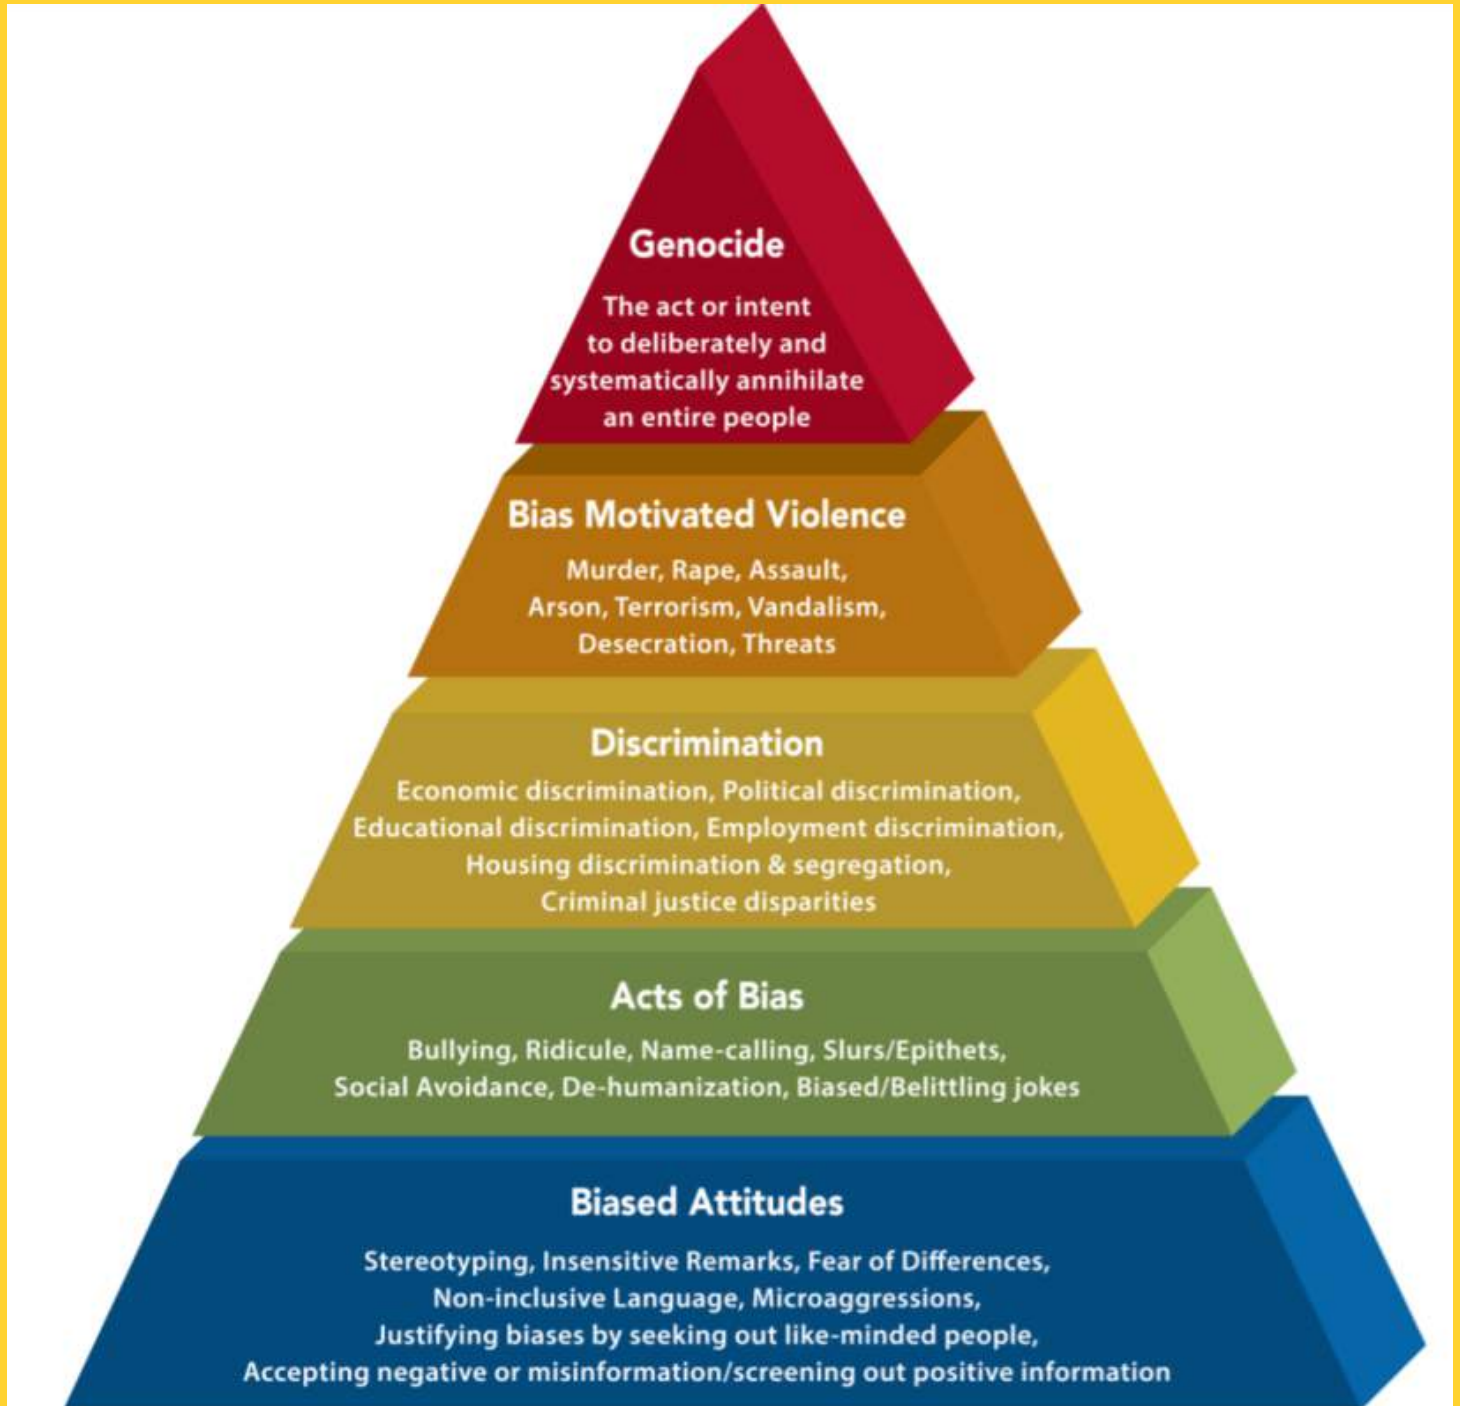 Genocide
The act or intent
to deliberately and
systematically annihilate
an entire people
Bias Motivated Violence
Murder, Rape, Assault,
Arson, Terrorism, Vandalism,
Desecration, Threats
Discrimination
Economic discrimination, Political discrimination,
Educational discrimination, Employment discrimination,
Housing discrimination & segregation,
Criminal justice disparities
Acts of Bias
Bullying, Ridicule, Name-calling, Slurs/Epithets,
Social Avoidance, De-humanization, Biased/Belittling jokes
Biased Attitudes
Stereotyping, Insensitive Remarks, Fear of Differences,
Non-inclusive Language, Microaggressions,
Justifying biases by seeking out like-minded people,
Accepting negative or misinformation/screening out positive information